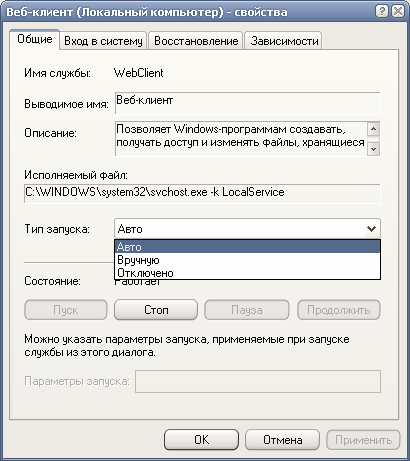 Веб-клиент (Локальный компьютер) - свойства
Общие Вход в систему Восстановление Зависимости
Имя службы: WebClient
Выводимое имя: Веб-клиент
Описание: Позволяет Windows-программам создавать,
получать доступ и изменять файлы, хранящиеся
Исполняемый файл:
C:\WINDOWS\system32\svchost.exe -k LocalService
Тип запуска: Авто
Авто
Вручную
Отключено
Состояние: Работает
Пуск Стоп Пауза Продолжить
Можно указать параметры запуска, применяемые при запуске
службы из этого диалога.
Параметры запуска:
OK Отмена Применить